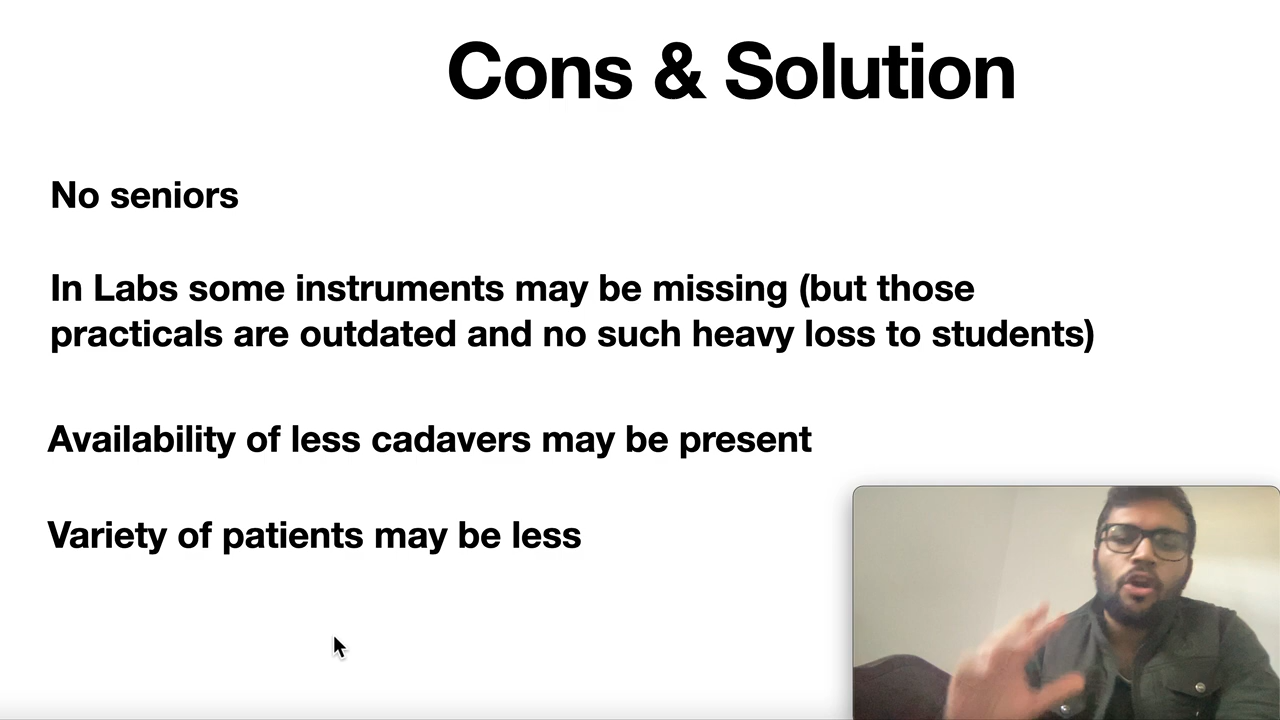 Cons & Solution
No seniors
In Labs some instruments may be missing (but those
practicals are outdated and no such heavy loss to students)
Availability of less cadavers may be present
Variety of patients may be less